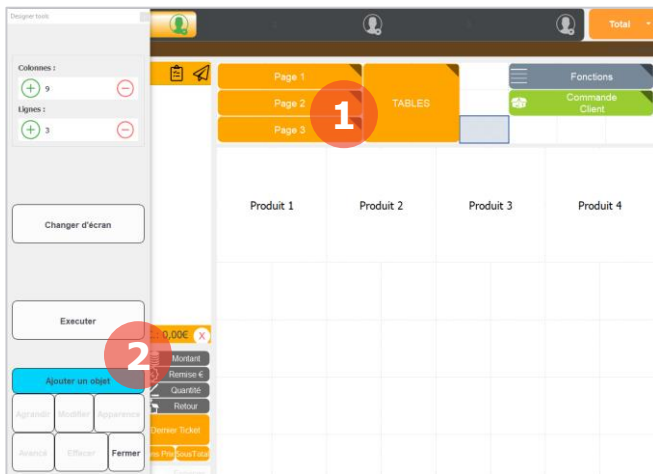 Designer tools
Total
Colonnes :
9
Lignes :
3
Page 1
Page 2
Page 3
TABLES
1
Fonctions
Commande
Client
Produit 1
Produit 2
Produit 3
Produit 4
Changer d'écran
Executer
0,00€
X
2
Montant
Remise €
Quantité
Retour
Ajouter un objet
Agrandir
Modifier
Apparence
Dernier Ticket
Avancé
Effacer
Fermer
SousTotal